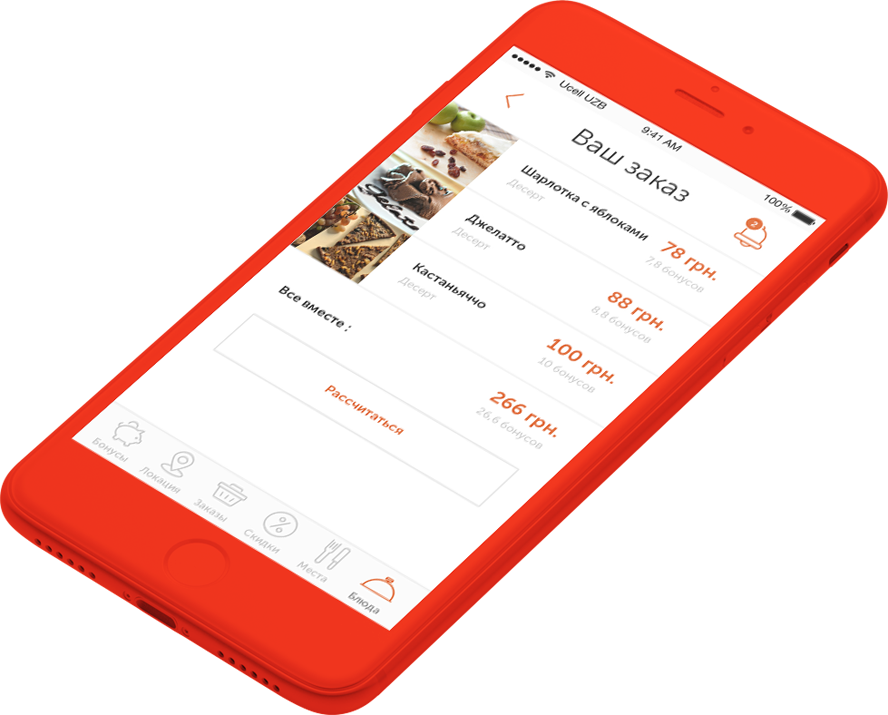 Ucell UZB 9:41 AM 100%
Ваш заказ
2
Шарлотка с яблоками
Десерт
78 грн.
7,8 бонусов
Джелатто
Десерт
88 грн.
8,8 бонусов
Кастаньяччо
Десерт
100 грн.
10 бонусов
Все вместе :
266 грн.
26,6 бонусов
Рассчитаться
Бонусы
Локация
Заказы
Скидки
Места
Блюда